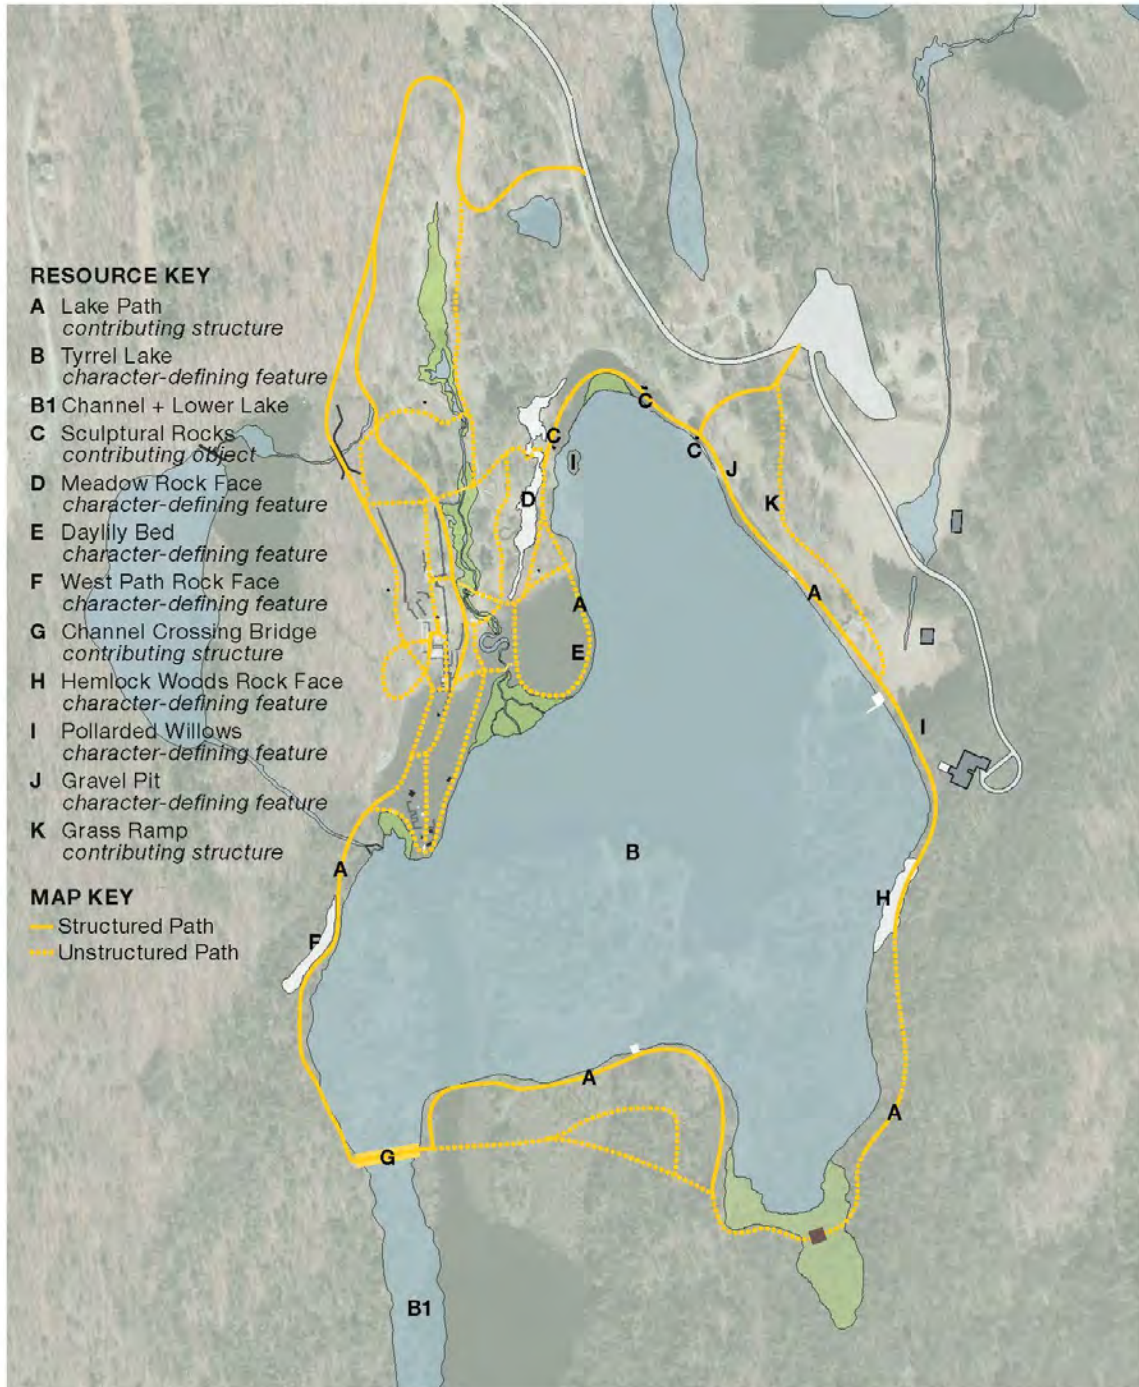 RESOURCE KEY
A Lake Path
contributing structure
B Tyrrel Lake
character-defining feature
B1 Channel + Lower Lake
C Sculptural Rocks
contributing object
D Meadow Rock Face
character-defining feature
E Daylily Bed
character-defining feature
F West Path Rock Face
character-defining feature
G Channel Crossing Bridge
contributing structure
H Hemlock Woods Rock Face
character-defining feature
I Pollarded Willows
character-defining feature
J Gravel Pit
character-defining feature
K Grass Ramp
contributing structure
MAP KEY
Structured Path
Unstructured Path
C
C
C
I
J
D
K
A
A
E
I
B
A
H
F
A
A
G
B1